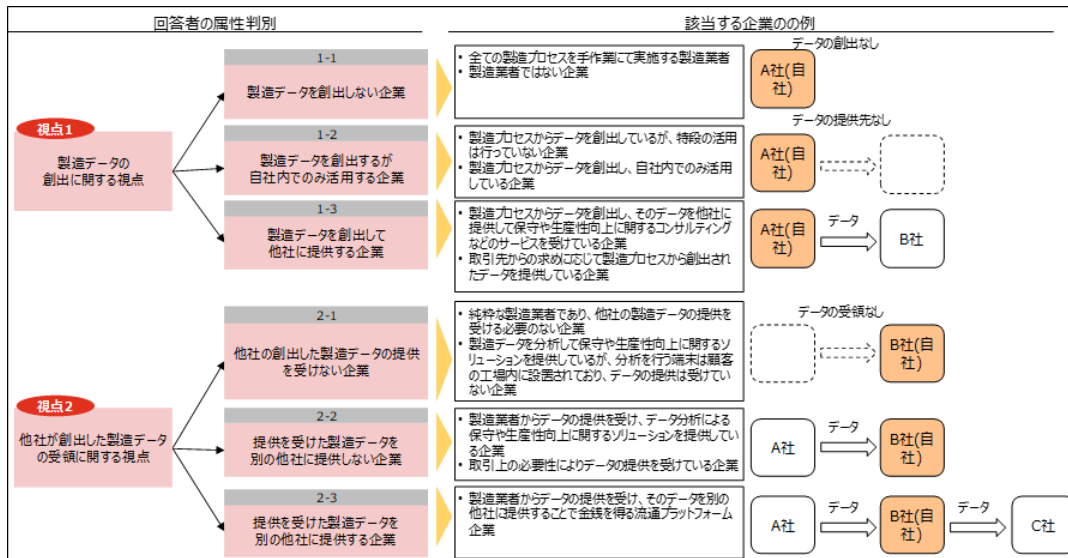 回答者の属性判別
該当する企業のの例
視点1
製造データの
創出に関する視点
1-1
製造データを創出しない企業
• 全ての製造プロセスを手作業にて実施する製造業者
• 製造業者ではない企業
データの創出なし
A社(自
社)
1-2
製造データを創出するが
自社内でのみ活用する企業
• 製造プロセスからデータを創出しているが、特段の活用
は行っていない企業
• 製造プロセスからデータを創出し、自社内でのみ活用
している企業
データの提供先なし
A社(自
社)
1-3
製造データを創出して
他社に提供する企業
• 製造プロセスからデータを創出し、そのデータを他社に
提供して保守や生産性向上に関するコンサルティング
などのサービスを受けている企業
• 取引先からの求めに応じて製造プロセスから創出され
たデータを提供している企業
A社(自
社)
データ
B社
視点2
他社が創出した製造データ
の受領に関する視点
2-1
他社の創出した製造データの提供
を受けない企業
• 純粋な製造業者であり、他社の製造データの提供を
受ける必要のない企業
• 製造データを分析して保守や生産性向上に関するソ
リューションを提供しているが、分析を行う端末は顧客
の工場内に設置されており、データの提供は受けてい
ない企業
データの受領なし
B社(自
社)
2-2
提供を受けた製造データを
別の他社に提供しない企業
• 製造業者からデータの提供を受け、データ分析による
保守や生産性向上に関するソリューションを提供してい
る企業
• 取引上の必要性によりデータの提供を受けている企業
A社
データ
B社(自
社)
2-3
提供を受けた製造データを
別の他社に提供する企業
• 製造業者からデータの提供を受け、そのデータを別の
他社に提供することで金銭を得る流通プラットフォーム
企業
A社
データ
B社(自
社)
データ
C社